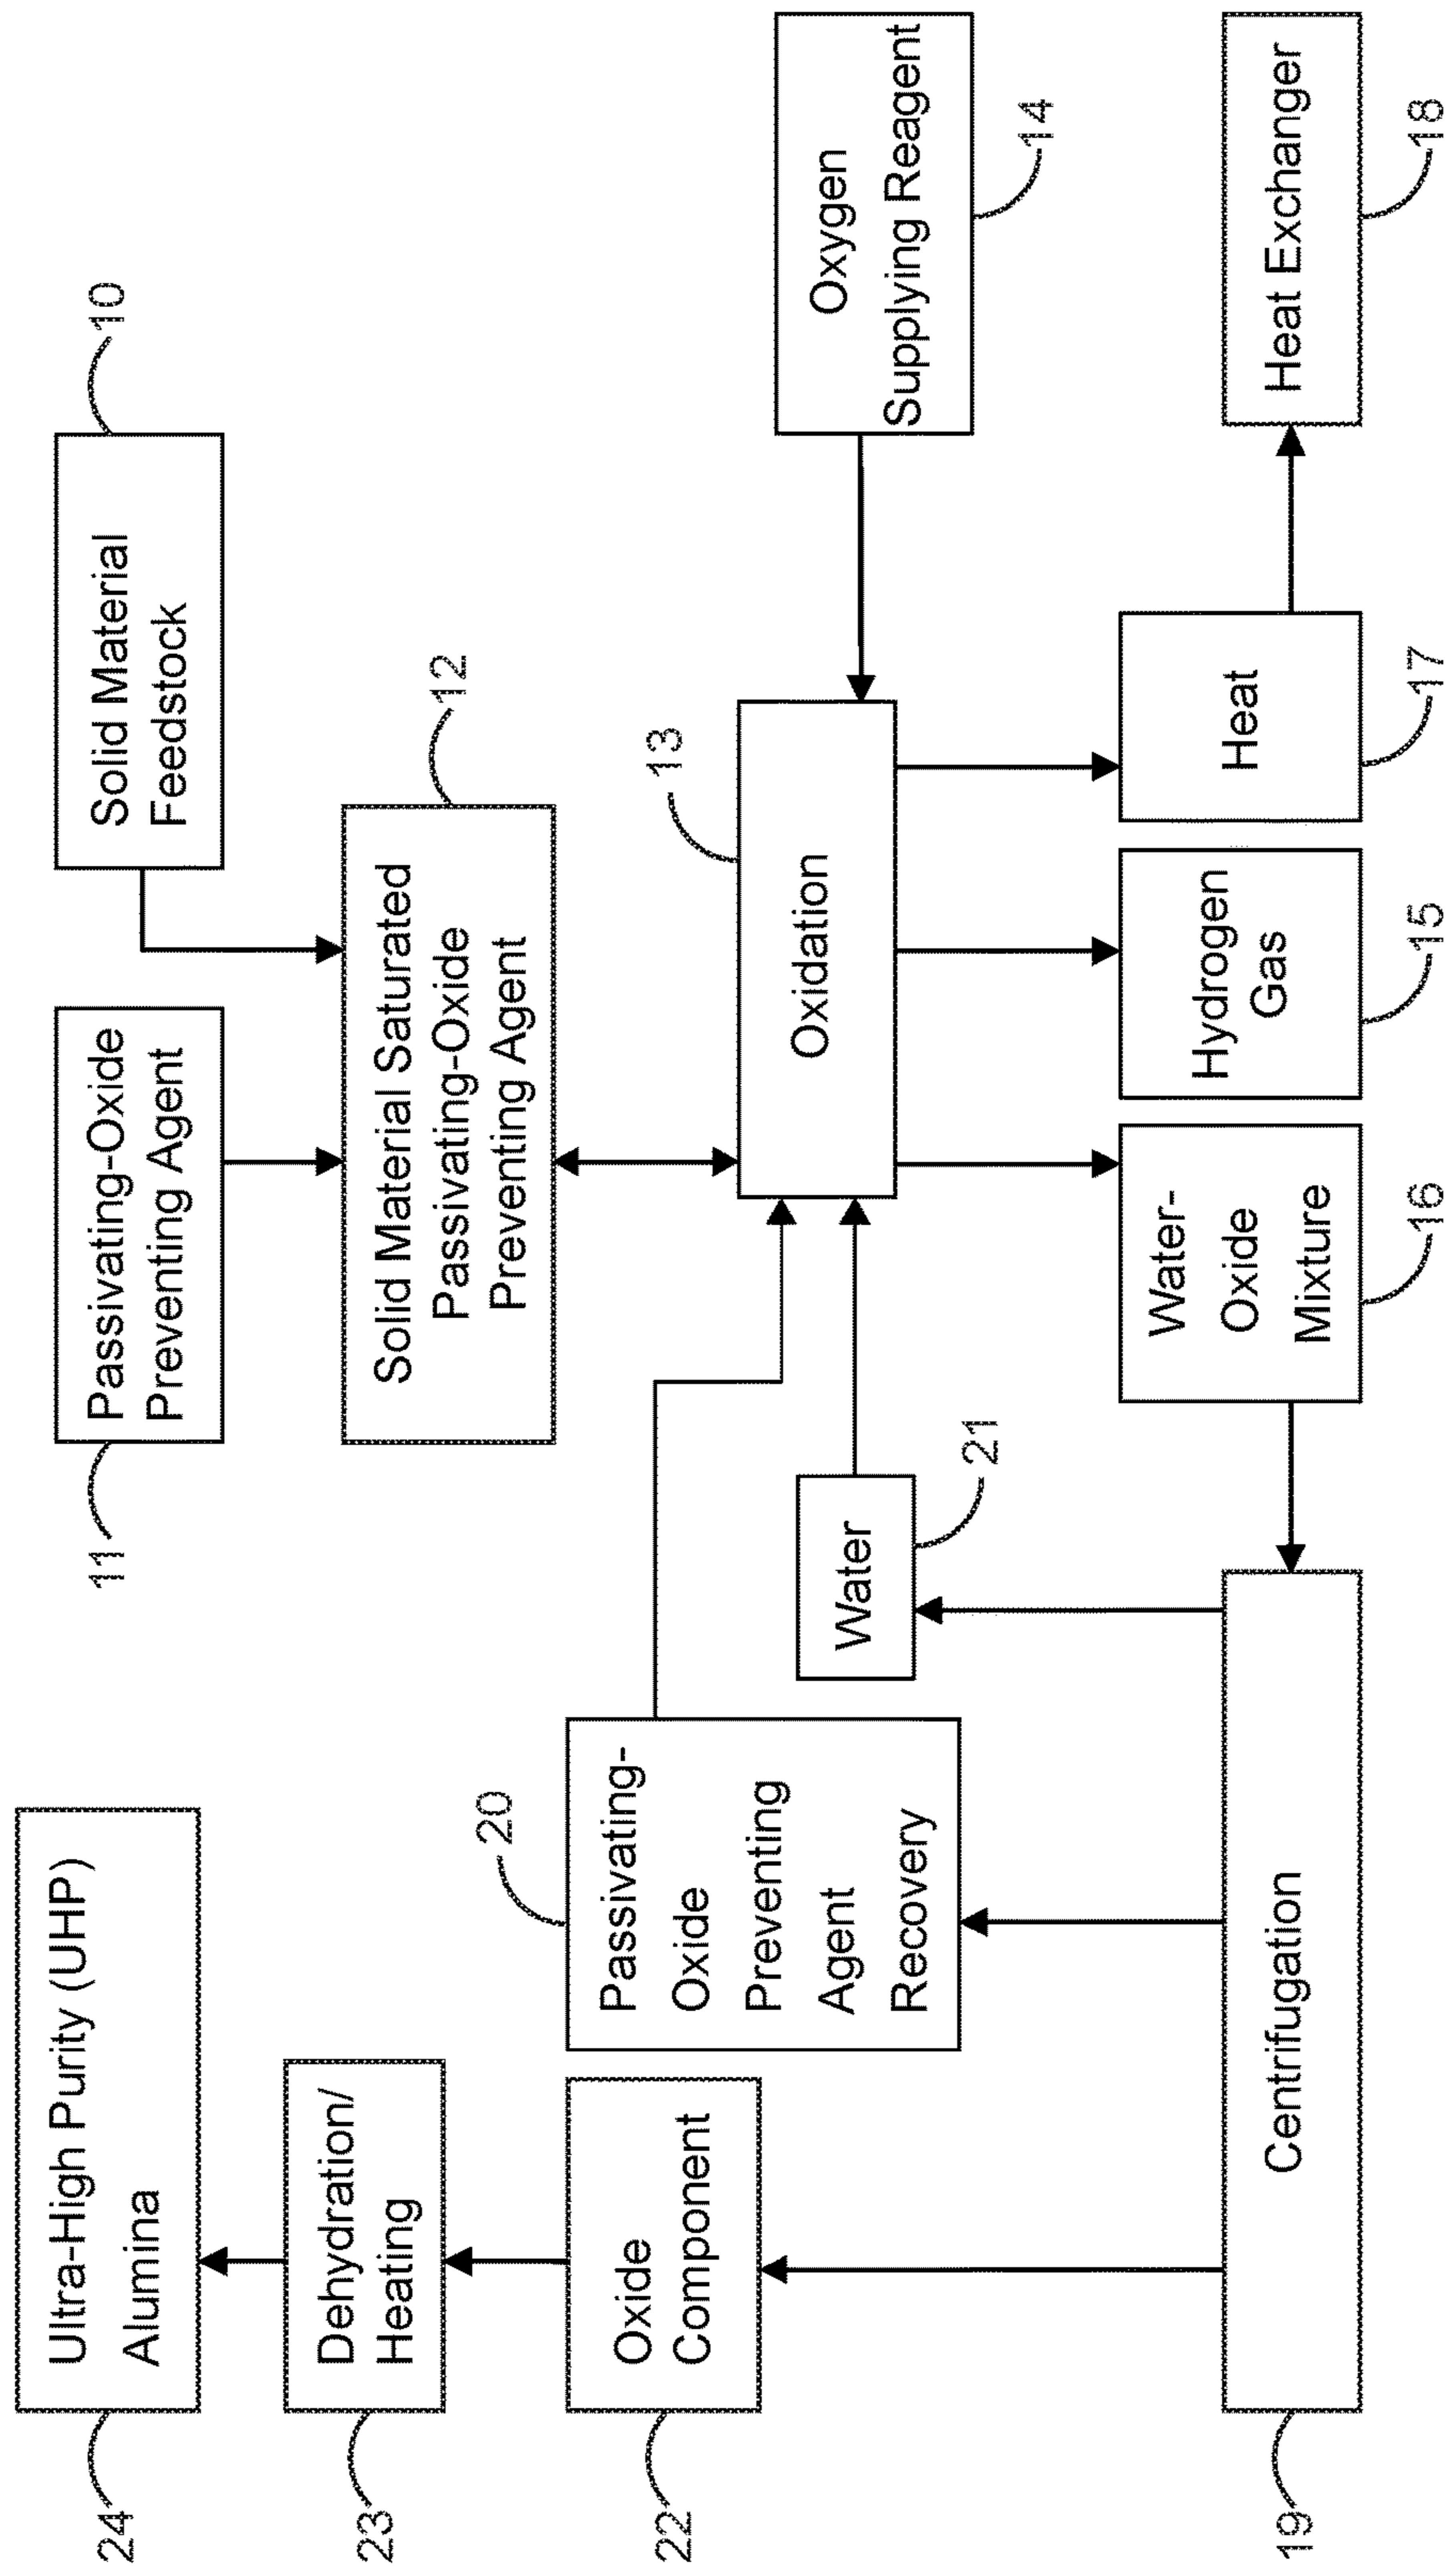 24
Ultra-High Purity (UHP)
Alumina
23
Dehydration/
Heating
22
Oxide
Component
11
Passivating-Oxide
Preventing Agent
10
Solid Material
Feedstock
12
Solid Material Saturated
Passivating-Oxide
Preventing Agent
20
Passivating-
Oxide
Preventing
Agent
Recovery
Water
21
13
Oxidation
Oxygen
Supplying Reagent
14
19
Centrifugation
Water-
Oxide
Mixture
16
Hydrogen
Gas
15
Heat
17
Heat Exchanger
18